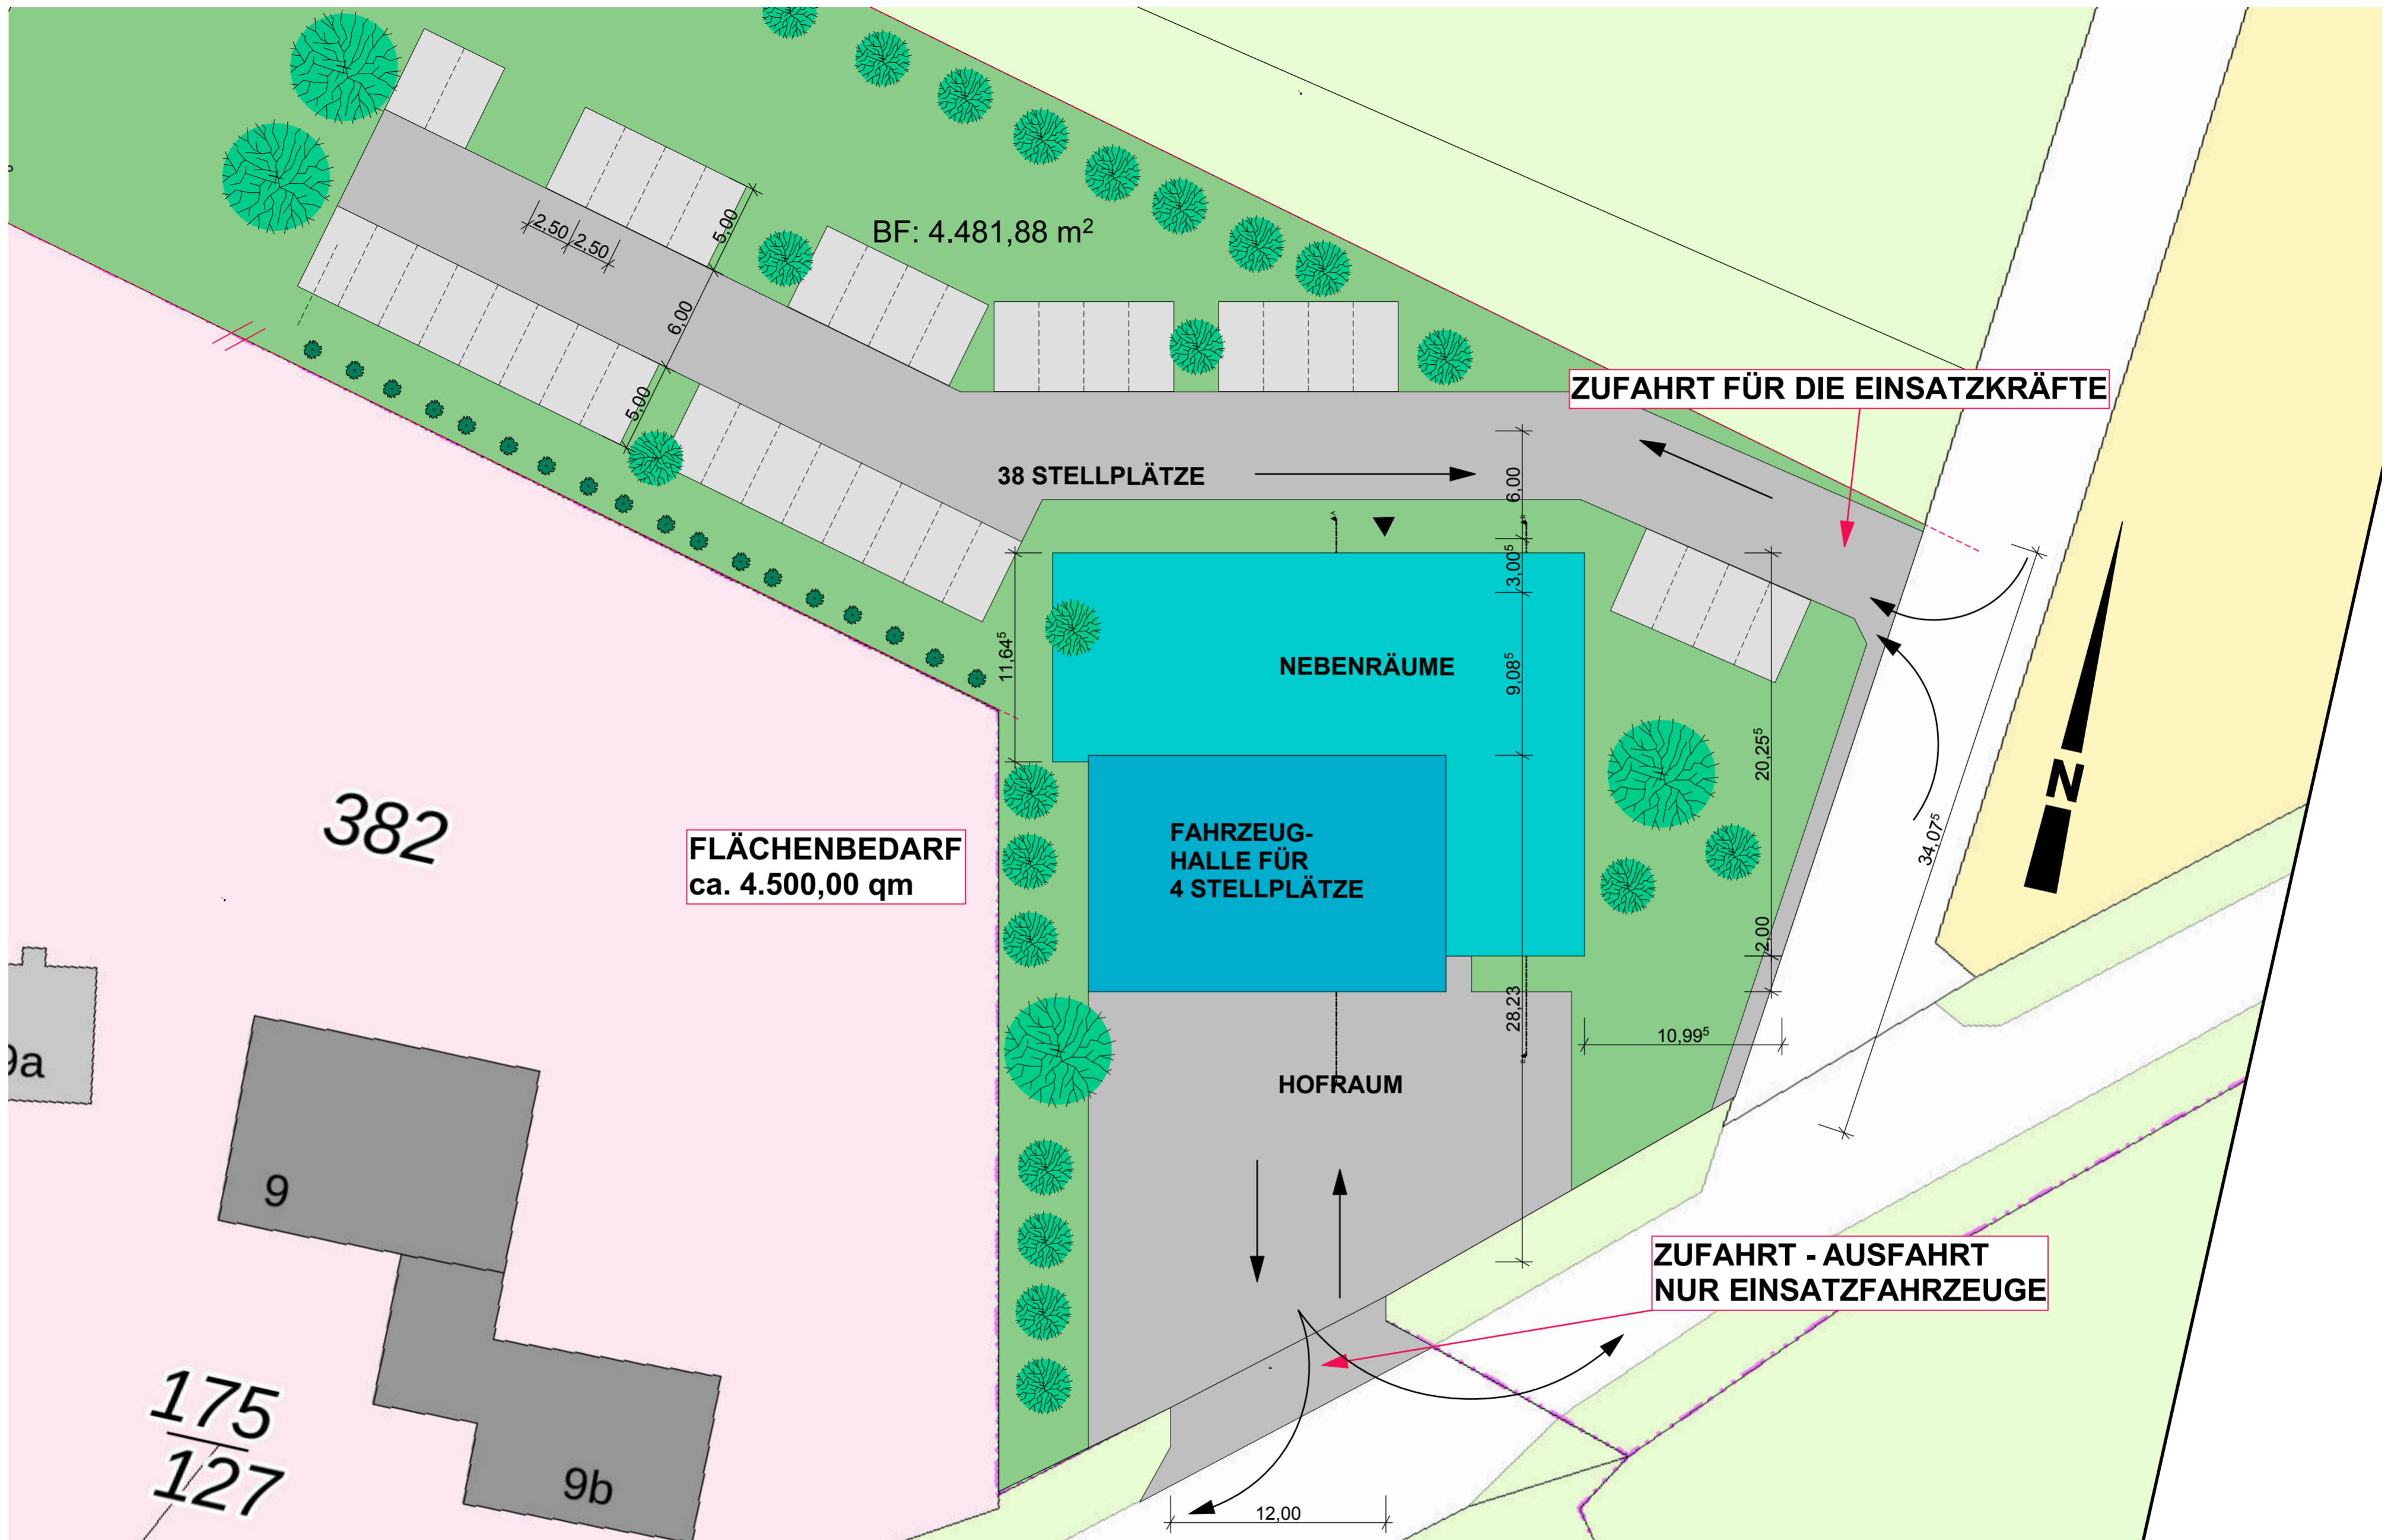 2,50
2,50
5,00
BF: 4.481,88 m²
6,00
5,00
ZUFAHRT FÜR DIE EINSATZKRÄFTE
38 STELLPLÄTZE
6,00
3,00⁵
11,64⁵
NEBENRÄUME
9,08⁵
20,25⁵
N
382
FLÄCHENBEDARF
ca. 4.500,00 qm
FAHRZEUG-
HALLE FÜR
4 STELLPLÄTZE
34,07⁵
2,00
28,23
10,99⁵
9a
HOFRAUM
9
ZUFAHRT - AUSFAHRT
NUR EINSATZFAHRZEUGE
175
127
9b
12,00